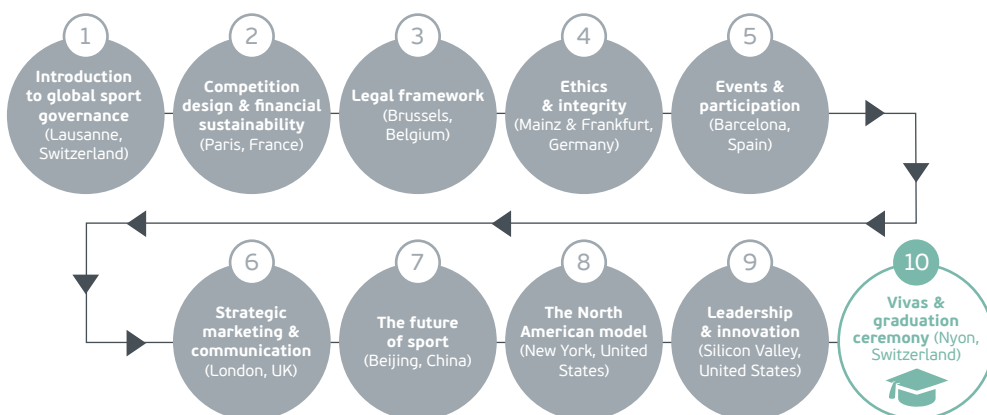 1
Introduction
to global sport
governance
(Lausanne,
Switzerland)
2
Competition
design & financial
sustainability
(Paris, France)
3
Legal framework
(Brussels,
Belgium)
4
Ethics
& integrity
(Mainz & Frankfurt,
Germany)
5
Events &
participation
(Barcelona,
Spain)
6
Strategic
marketing &
communication
(London, UK)
7
The future
of sport
(Beijing, China)
8
The North
American model
(New York, United
States)
9
Leadership
& innovation
(Silicon Valley,
United States)
10
Vivas &
graduation
ceremony (Nyon,
Switzerland)